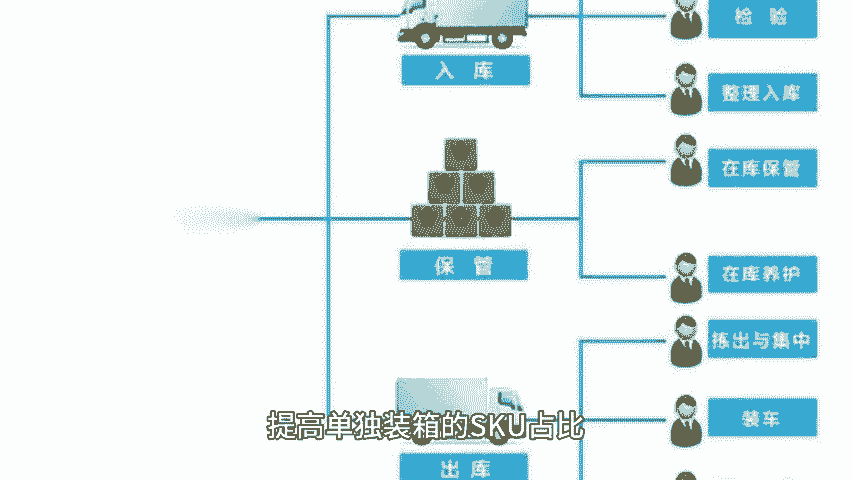 检 验
入 库
整理入库
在库保管
保 管
在库养护
拣出与集中
装车
提高单独装箱的SKU占比
出 库